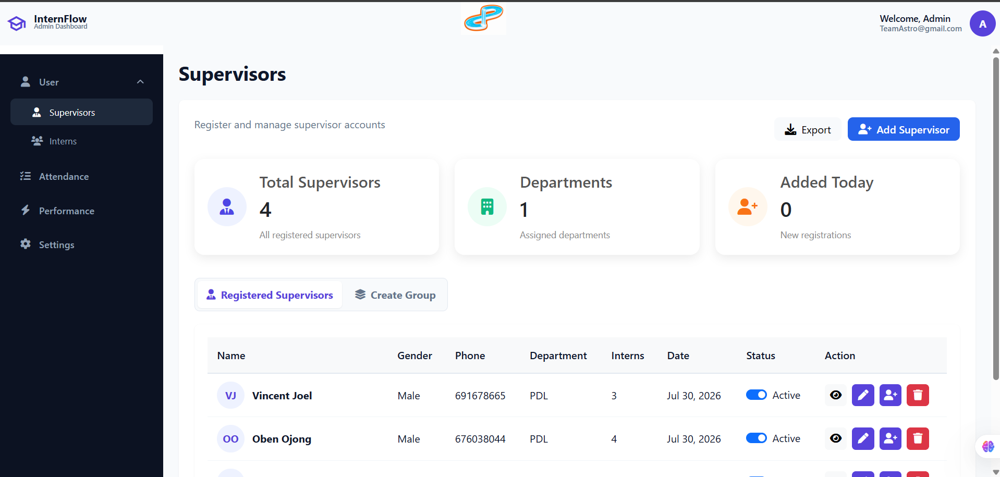 InternFlow
Admin Dashboard
Welcome, Admin
TeamAstro@gmail.com
A
User
Supervisors
Interns
Attendance
Performance
Settings
Supervisors
Register and manage supervisor accounts
Export
Add Supervisor
Total Supervisors
4
All registered supervisors
Departments
1
Assigned departments
Added Today
0
New registrations
Registered Supervisors
Create Group
Name Gender Phone Department Interns Date Status Action
VJ Vincent Joel Male 691678665 PDL 3 Jul 30, 2026 Active
OO Oben Ojong Male 676038044 PDL 4 Jul 30, 2026 Active